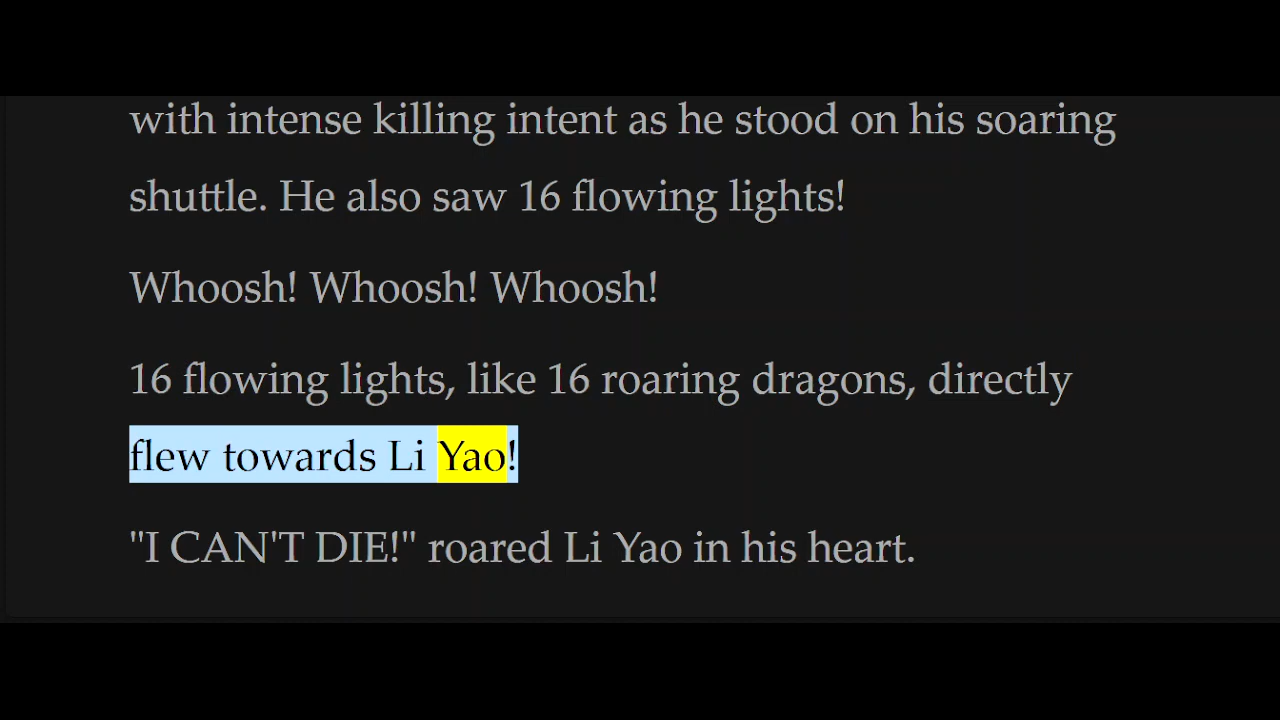 with intense killing intent as he stood on his soaring
shuttle. He also saw 16 flowing lights!
Whoosh! Whoosh! Whoosh!
16 flowing lights, like 16 roaring dragons, directly
flew towards Li Yao!
"I CAN'T DIE!" roared Li Yao in his heart.